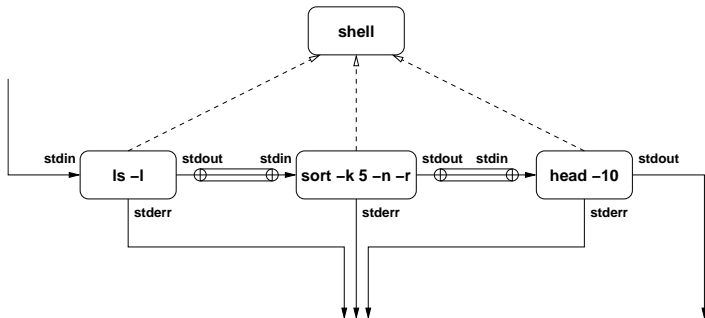 shell
stdin
ls –l
stdout
stdin
sort –k 5 –n –r
stdout
stdin
head –10
stdout
stderr
stderr
stderr